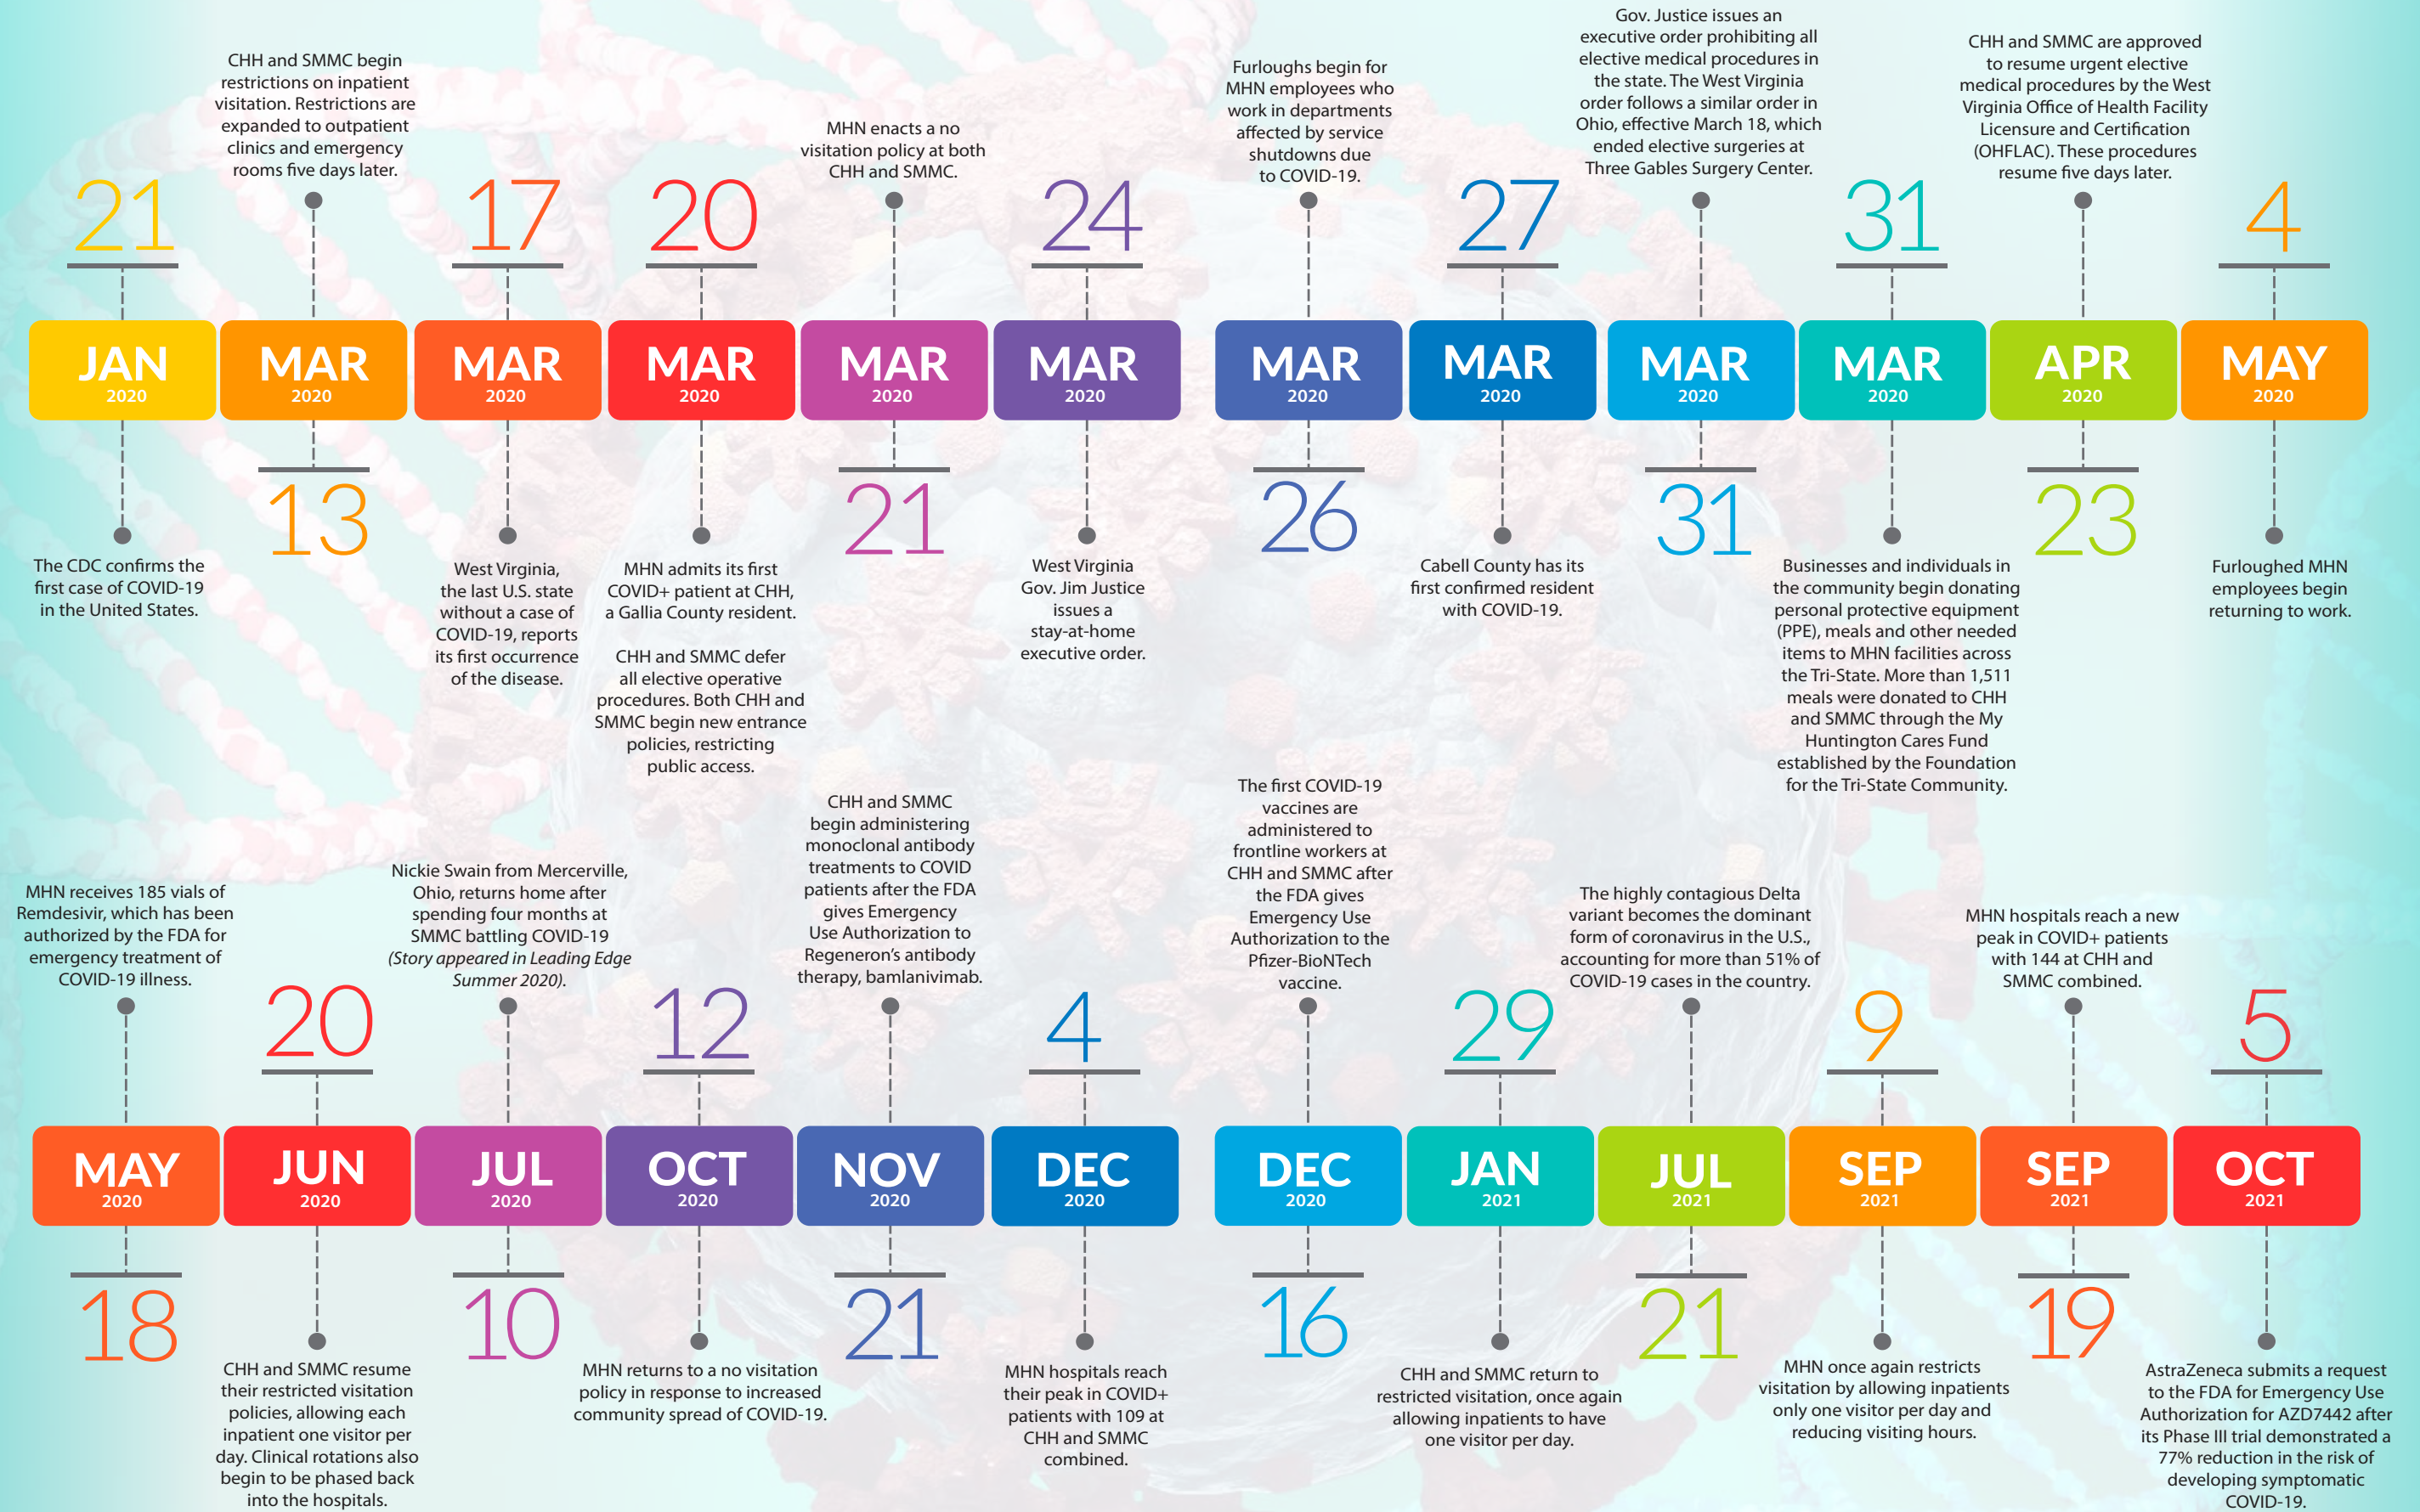 21
JAN
2020
The CDC confirms the
first case of COVID-19
in the United States.
CHH and SMMC begin
restrictions on inpatient
visitation. Restrictions are
expanded to outpatient
clinics and emergency
rooms five days later.
MAR
2020
13
17
MAR
2020
West Virginia,
the last U.S. state
without a case of
COVID-19, reports
its first occurrence
of the disease.
20
MAR
2020
MHN admits its first
COVID+ patient at CHH,
a Gallia County resident.
CHH and SMMC defer
all elective operative
procedures. Both CHH and
SMMC begin new entrance
policies, restricting
public access.
MHN enacts a no
visitation policy at both
CHH and SMMC.
MAR
2020
21
24
MAR
2020
West Virginia
Gov. Jim Justice
issues a
stay-at-home
executive order.
Furloughs begin for
MHN employees who
work in departments
affected by service
shutdowns due
to COVID-19.
MAR
2020
26
27
MAR
2020
Cabell County has its
first confirmed resident
with COVID-19.
Gov. Justice issues an
executive order prohibiting all
elective medical procedures in
the state. The West Virginia
order follows a similar order in
Ohio, effective March 18, which
ended elective surgeries at
Three Gables Surgery Center.
MAR
2020
31
31
MAR
2020
Businesses and individuals in
the community begin donating
personal protective equipment
(PPE), meals and other needed
items to MHN facilities across
the Tri-State. More than 1,511
meals were donated to CHH
and SMMC through the My
Huntington Cares Fund
established by the Foundation
for the Tri-State Community.
CHH and SMMC are approved
to resume urgent elective
medical procedures by the West
Virginia Office of Health Facility
Licensure and Certification
(OHFLAC). These procedures
resume five days later.
APR
2020
23
4
MAY
2020
Furloughed MHN
employees begin
returning to work.
MHN receives 185 vials of
Remdesivir, which has been
authorized by the FDA for
emergency treatment of
COVID-19 illness.
MAY
2020
18
20
JUN
2020
CHH and SMMC resume
their restricted visitation
policies, allowing each
inpatient one visitor per
day. Clinical rotations also
begin to be phased back
into the hospitals.
Nickie Swain from Mercerville,
Ohio, returns home after
spending four months at
SMMC battling COVID-19
(Story appeared in Leading Edge
Summer 2020).
JUL
2020
10
12
OCT
2020
MHN returns to a no visitation
policy in response to increased
community spread of COVID-19.
CHH and SMMC
begin administering
monoclonal antibody
treatments to COVID
patients after the FDA
gives Emergency
Use Authorization to
Regeneron’s antibody
therapy, bamlanivimab.
NOV
2020
21
4
DEC
2020
MHN hospitals reach
their peak in COVID+
patients with 109 at
CHH and SMMC
combined.
The first COVID-19
vaccines are
administered to
frontline workers at
CHH and SMMC after
the FDA gives
Emergency Use
Authorization to the
Pfizer-BioNTech
vaccine.
DEC
2020
16
29
JAN
2021
CHH and SMMC return to
restricted visitation, once again
allowing inpatients to have
one visitor per day.
The highly contagious Delta
variant becomes the dominant
form of coronavirus in the U.S.,
accounting for more than 51% of
COVID-19 cases in the country.
JUL
2021
21
9
SEP
2021
MHN once again restricts
visitation by allowing inpatients
only one visitor per day and
reducing visiting hours.
MHN hospitals reach a new
peak in COVID+ patients
with 144 at CHH and
SMMC combined.
SEP
2021
19
5
OCT
2021
AstraZeneca submits a request
to the FDA for Emergency Use
Authorization for AZD7442 after
its Phase III trial demonstrated a
77% reduction in the risk of
developing symptomatic
COVID-19.